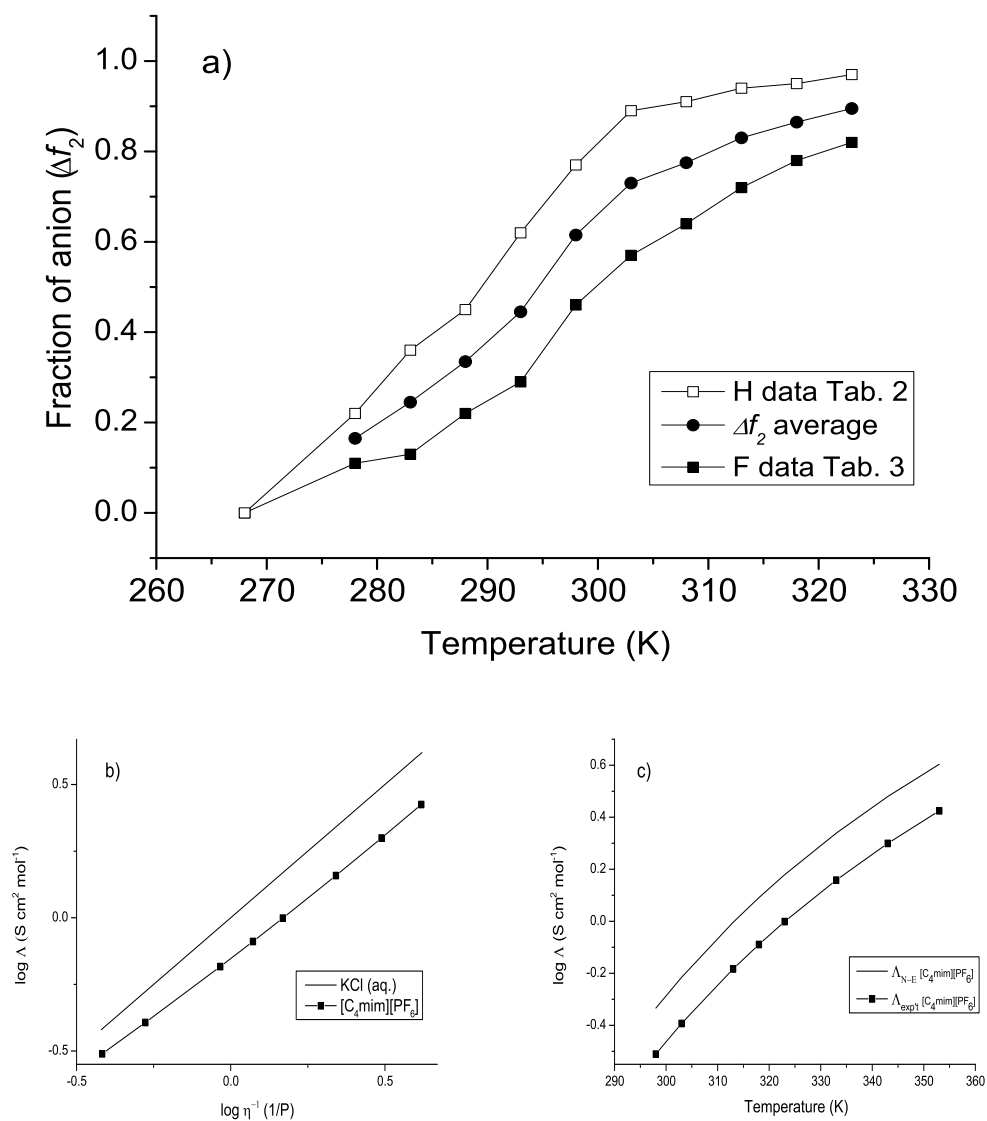 a)
1.0
0.8
0.6
0.4
0.2
0.0
Fraction of anion (Δf₂)
260 270 280 290 300 310 320 330
Temperature (K)
H data Tab. 2
Δf₂ average
F data Tab. 3
b)
0.5
0.0
-0.5
log Λ (S cm² mol⁻¹)
-0.5 0.0 0.5
log η⁻¹ (1/P)
KCl (aq.)
[C₄mim][PF₆]
c)
0.6
0.4
0.2
0.0
-0.2
-0.4
log Λ (S cm² mol⁻¹)
290 300 310 320 330 340 350 360
Temperature (K)
Λ_N–E [C₄mim][PF₆]
Λ_exp't [C₄mim][PF₆]